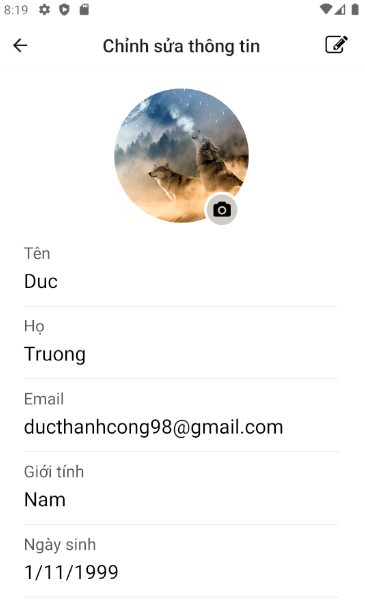 8:19
Chỉnh sửa thông tin
Tên
Duc
Họ
Truong
Email
ducthanhcong98@gmail.com
Giới tính
Nam
Ngày sinh
1/11/1999